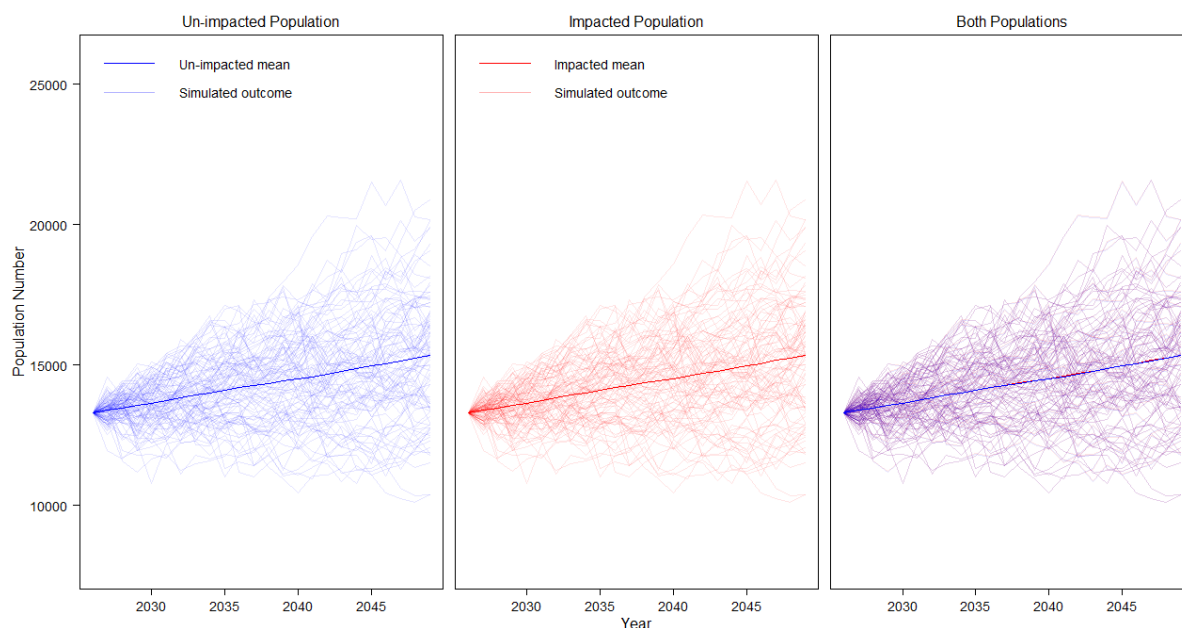 Un-impacted Population
Impacted Population
Both Populations
Un-impacted mean
Simulated outcome
Impacted mean
Simulated outcome
Population Number
25000
20000
15000
10000
2030
2035
2040
2045
2030
2035
2040
2045
2030
2035
2040
2045
Year